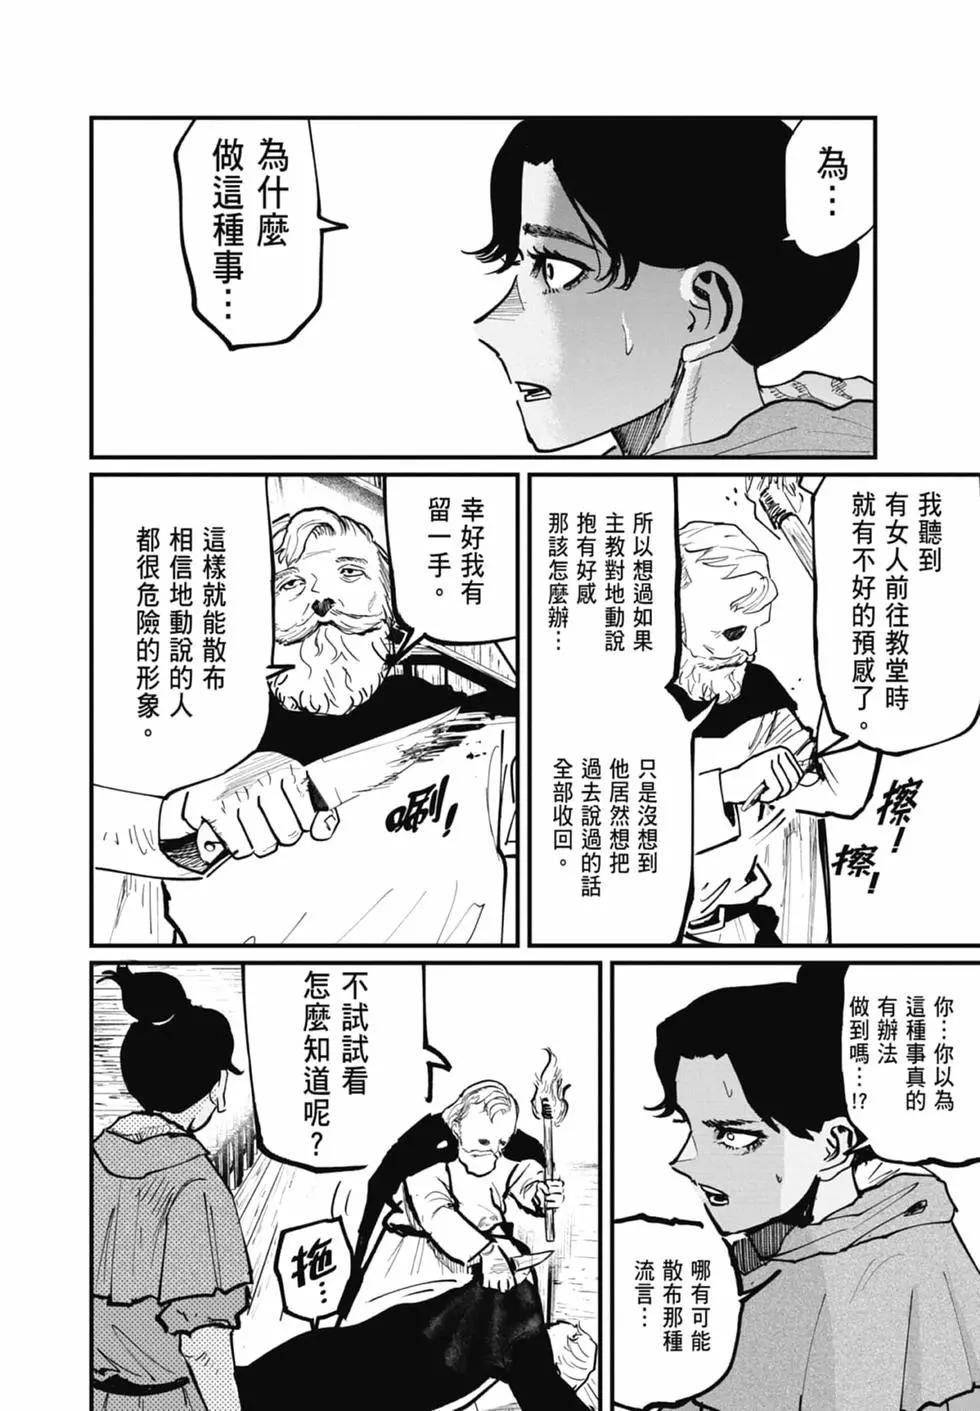 為…
為什麼
做這種事…
我聽到
有女人前往教堂時
就有不好的預感了。
擦!
擦!
所以想過如果
主教對地動說
抱有好感
那該怎麼辦…
只是沒想到
他居然想把
過去說過的話
全部收回。
幸好我有
留一手。
唰!
這樣就能散布
相信地動說的人
都很危險的形象。
你…你以為
這種事真的
有辦法
做到嗎…!?
哪有可能
散布那種
流言…
不試試看
怎麼知道呢?
拖…